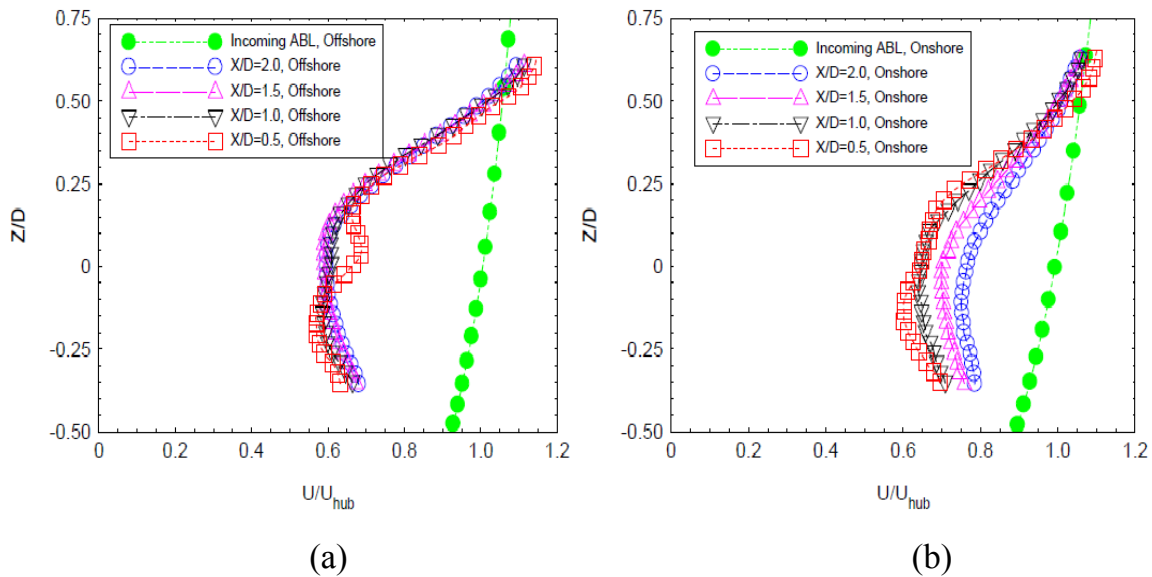 0.75
0.50
0.25
0
-0.25
-0.50
Z/D
Incoming ABL, Offshore
X/D=2.0, Offshore
X/D=1.5, Offshore
X/D=1.0, Offshore
X/D=0.5, Offshore
0 0.2 0.4 0.6 0.8 1.0 1.2
U/Uhub
(a)
0.75
0.50
0.25
0
-0.25
-0.50
Z/D
Incoming ABL, Onshore
X/D=2.0, Onshore
X/D=1.5, Onshore
X/D=1.0, Onshore
X/D=0.5, Onshore
0 0.2 0.4 0.6 0.8 1.0 1.2
U/Uhub
(b)